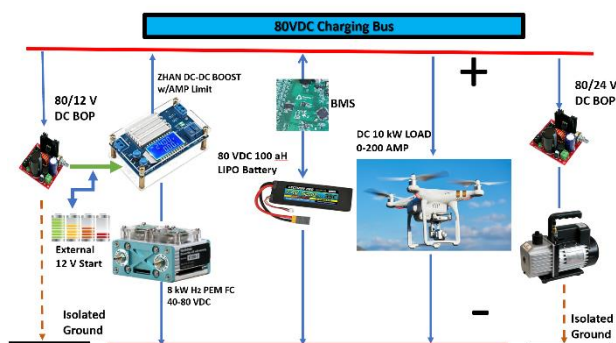 80VDC Charging Bus
ZHAN DC-DC BOOST
w/AMP Limit
80/12 V
DC BOP
BMS
80 VDC 100 aH
LIPO Battery
DC 10 kW LOAD
0-200 AMP
80/24 V
DC BOP
+
External
12 V Start
8 kW H2 PEM FC
40-80 VDC
Isolated
Ground
-
Isolated
Ground